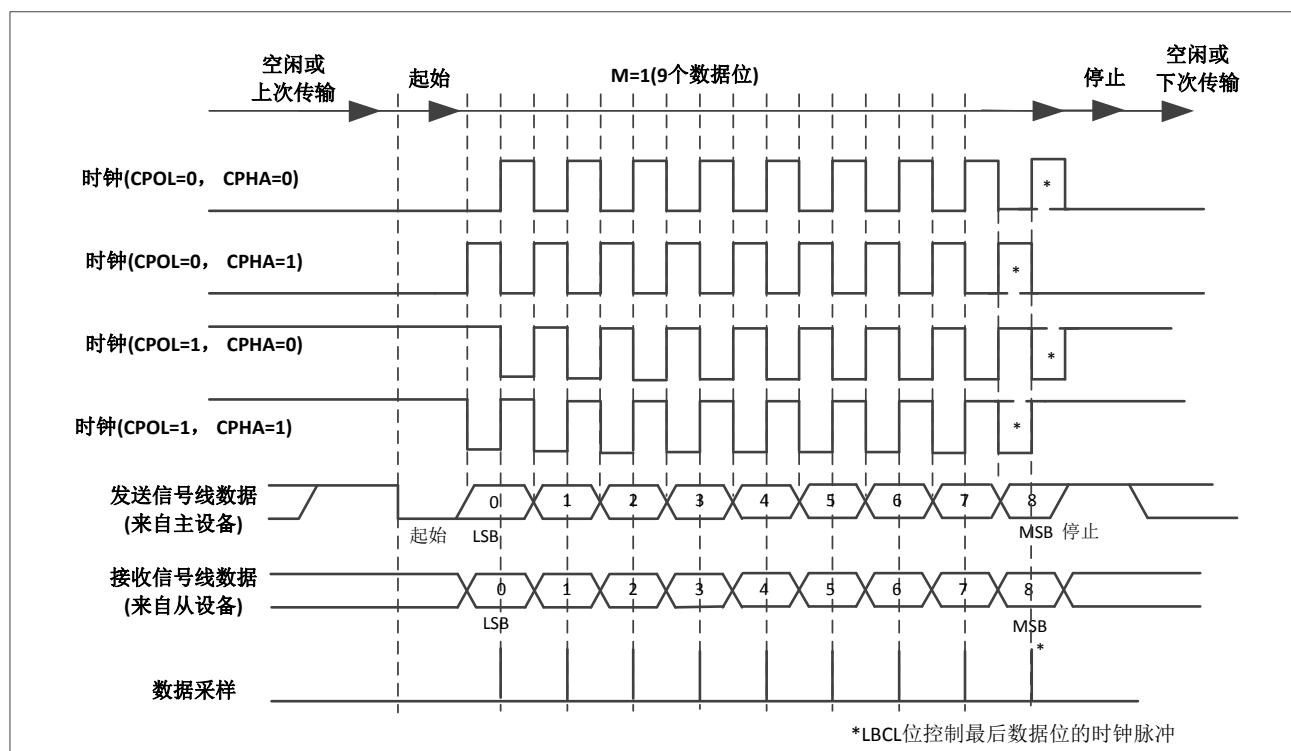 空闲或
上次传输
起始
M=1(9个数据位)
停止
空闲或
下次传输
时钟(CPOL=0, CPHA=0)
*
时钟(CPOL=0, CPHA=1)
*
时钟(CPOL=1, CPHA=0)
*
时钟(CPOL=1, CPHA=1)
*
发送信号线数据
(来自主设备)
0 1 2 3 4 5 6 7 8
起始 LSB MSB 停止
接收信号线数据
(来自从设备)
0 1 2 3 4 5 6 7 8
LSB MSB
*
数据采样
*LBCL位控制最后数据位的时钟脉冲